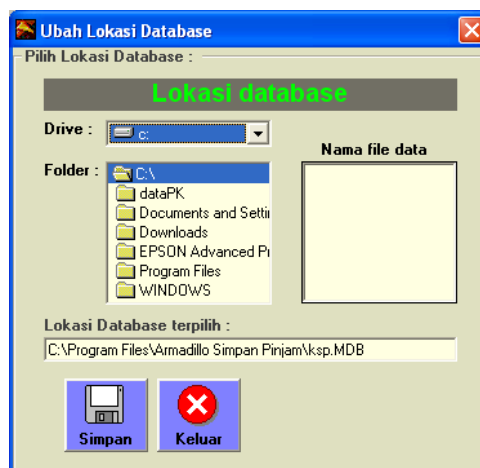 Ubah Lokasi Database
Pilih Lokasi Database :
Lokasi database
Drive :
c:
Nama file data
Folder :
C:\
dataPK
Documents and Settin
Downloads
EPSON Advanced Pr
Program Files
WINDOWS
Lokasi Database terpilih :
C:\Program Files\Armadillo Simpan Pinjam\ksp.MDB
Simpan
Keluar